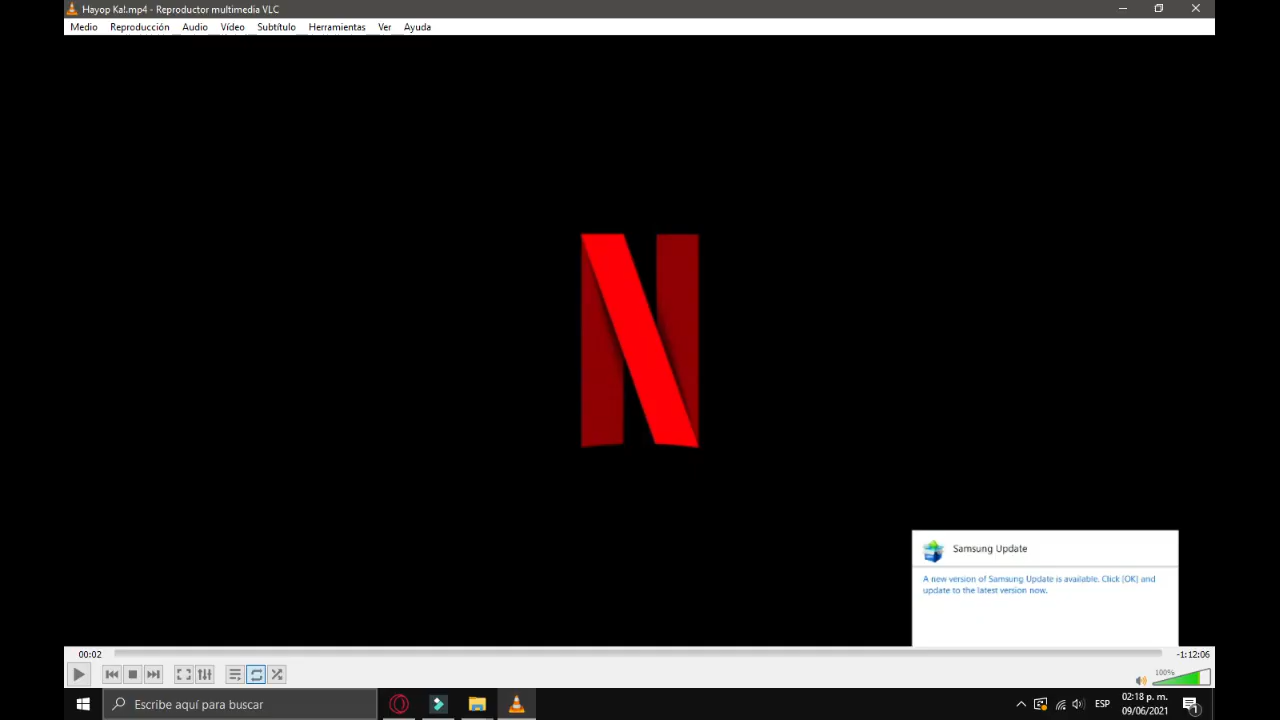 Hayop Ka!.mp4 - Reproductor multimedia VLC
Medio Reproducción Audio Vídeo Subtítulo Herramientas Ver Ayuda
N
Samsung Update
A new version of Samsung Update is available. Click [OK] and
update to the latest version now.
00:02
-1:12:06
100%
Escribe aquí para buscar
ESP
02:18 p. m.
09/06/2021
1